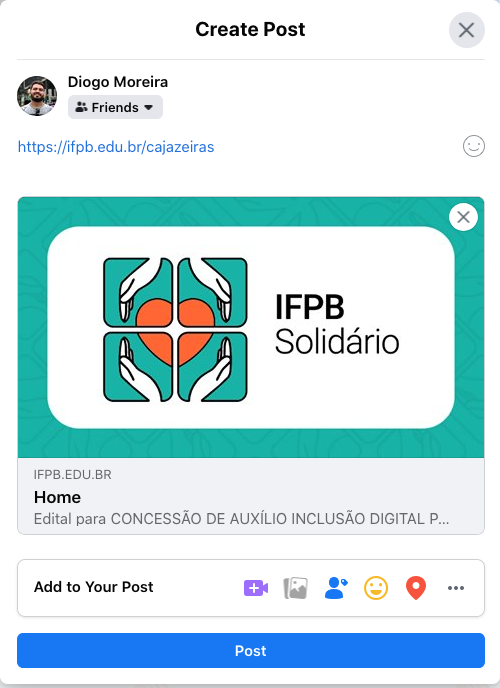 Create Post
Diogo Moreira
Friends
https://ifpb.edu.br/cajazeiras
IFPB
Solidário
IFPB.EDU.BR
Home
Edital para CONCESSÃO DE AUXÍLIO INCLUSÃO DIGITAL P...
Add to Your Post
Post